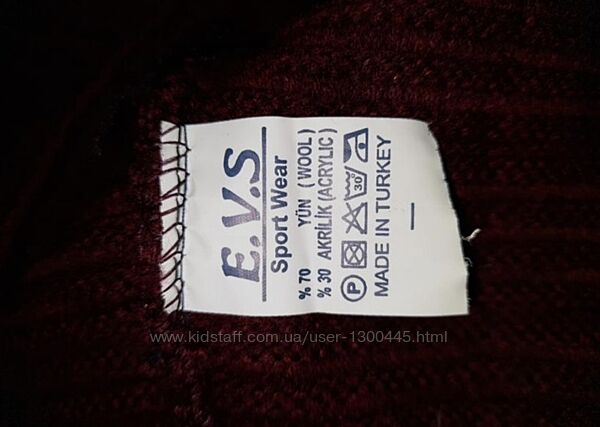 E.V.S
Sport Wear
% 70 YÜN ( WOOL )
% 30 AKRİLİK (ACRYLIC )
P 30°
MADE IN TURKEY
www.kidstaff.com.ua/user-1300445.html